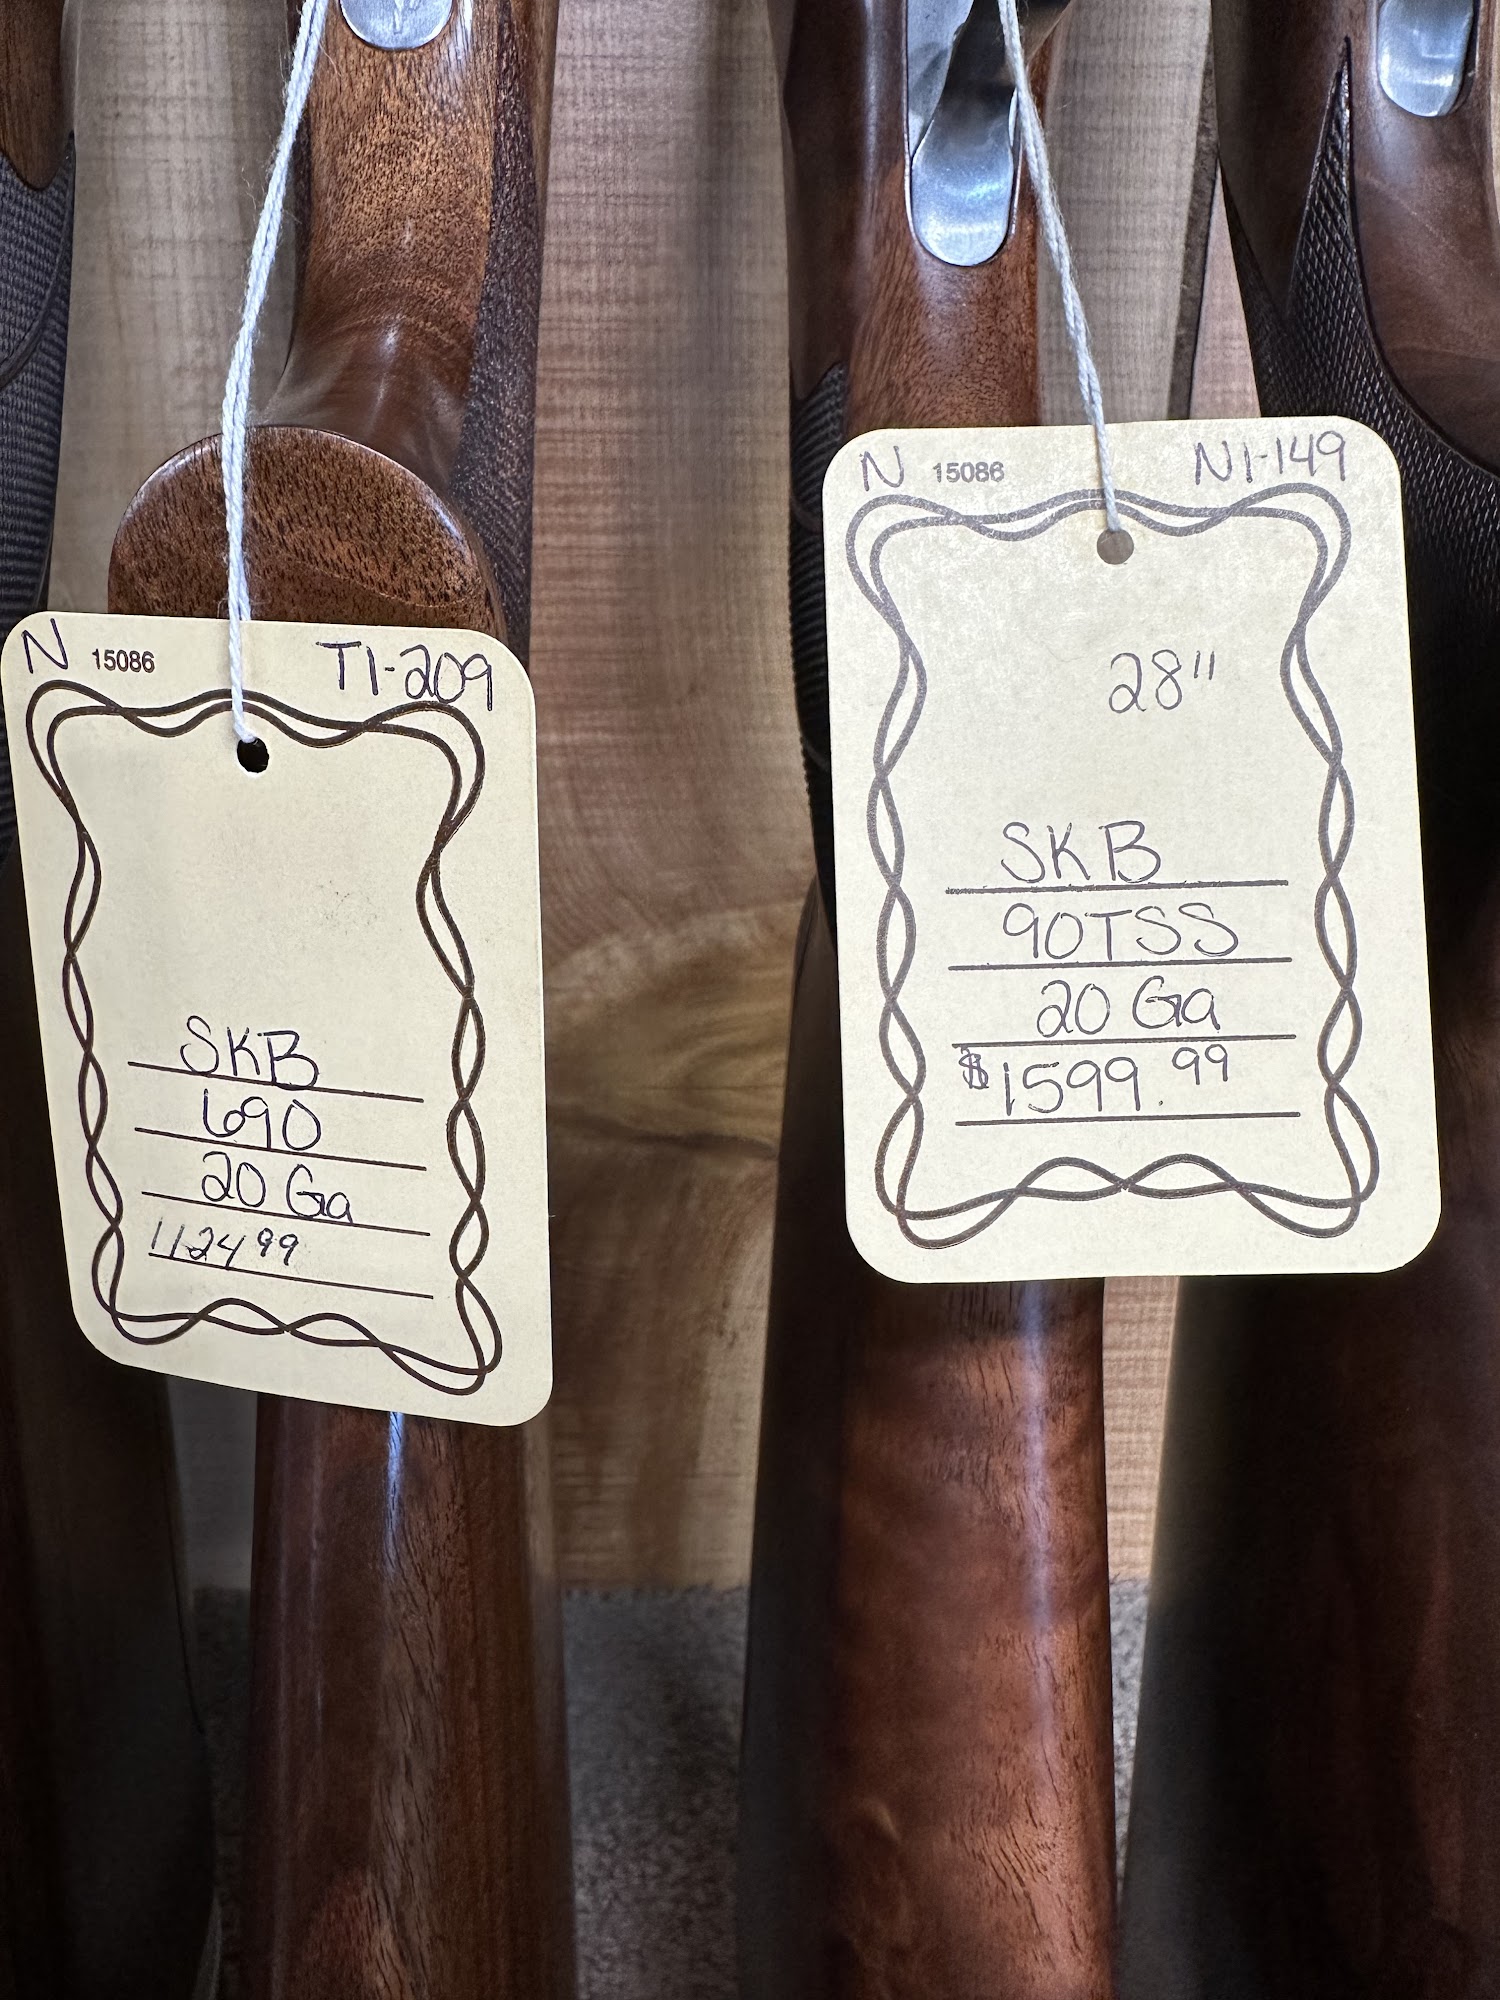 N 15086 T1-209
SKB
690
20 Ga
1124 99
N 15086 N1-149
28"
SKB
90TSS
20 Ga
$1599.99